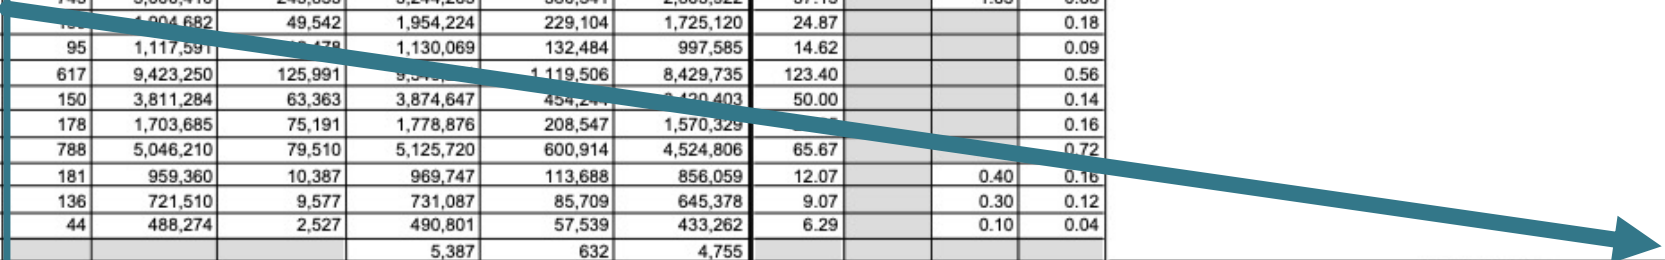 49,542 1,954,224 229,104 1,725,120 24.87 0.18
95 1,117,591 1,130,069 132,484 997,585 14.62 0.09
617 9,423,250 125,991 1,119,506 8,429,735 123.40 0.56
150 3,811,284 63,363 3,874,647 50.00 0.14
178 1,703,685 75,191 1,778,876 208,547 1,570,329 0.16
788 5,046,210 79,510 5,125,720 600,914 4,524,806 65.67 0.72
181 959,360 10,387 969,747 113,688 856,059 12.07 0.40 0.16
136 721,510 9,577 731,087 85,709 645,378 9.07 0.30 0.12
44 488,274 2,527 490,801 57,539 433,262 6.29 0.10 0.04
5,387 632 4,755